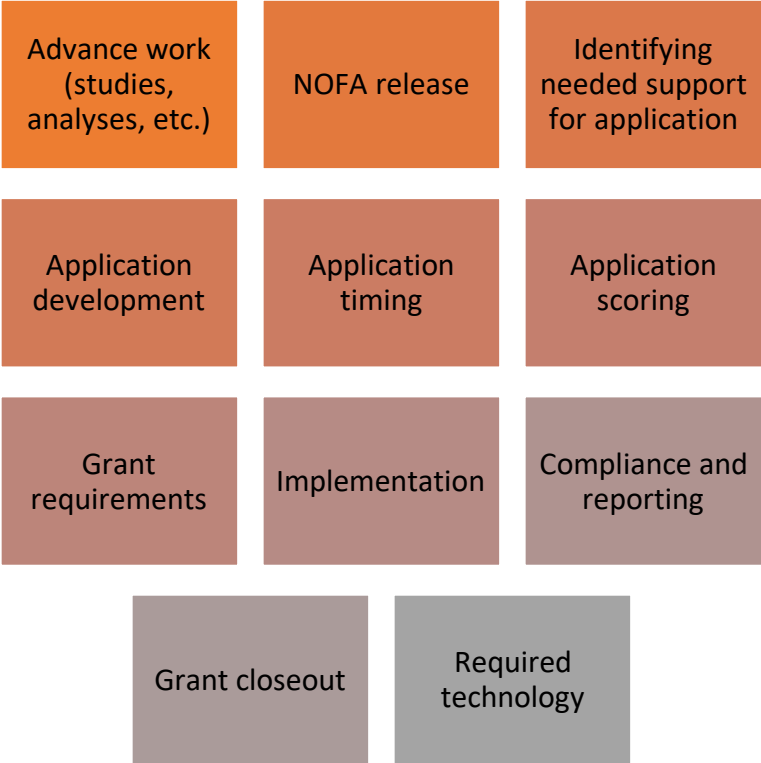 Advance work
(studies,
analyses, etc.)
NOFA release
Identifying
needed support
for application
Application
development
Application
timing
Application
scoring
Grant
requirements
Implementation
Compliance and
reporting
Grant closeout
Required
technology